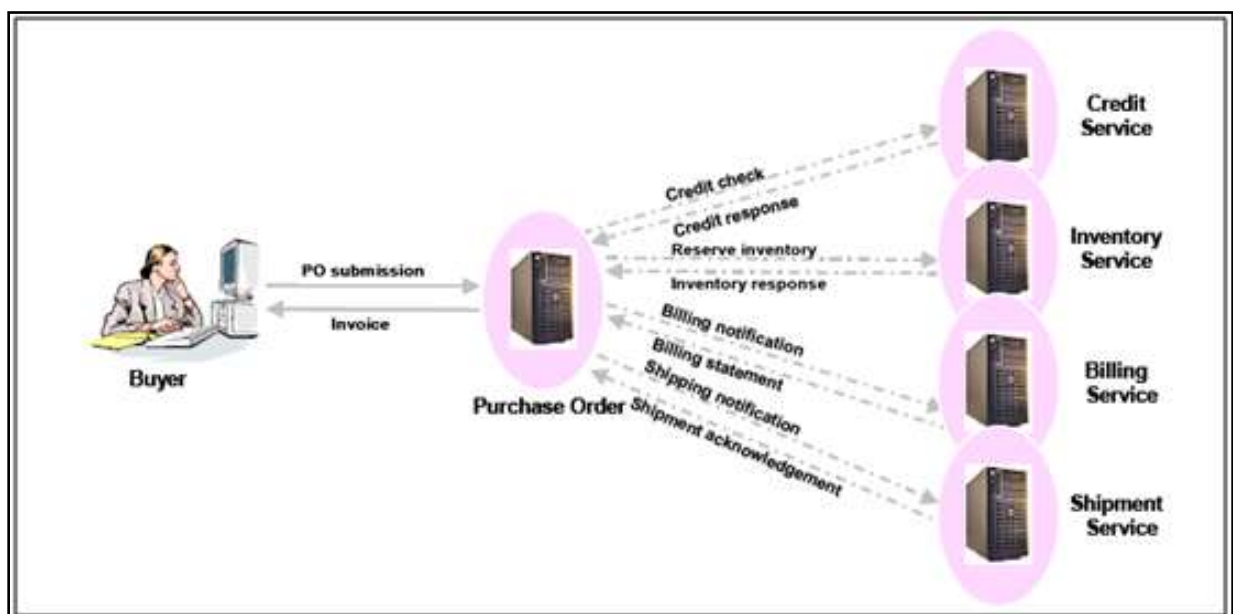 Credit
Service
Credit check
Credit response
Reserve inventory
Inventory
Service
Inventory response
PO submission
Invoice
Billing notification
Billing statement
Shipping notification
Shipment acknowledgement
Buyer
Purchase Order
Billing
Service
Shipment
Service